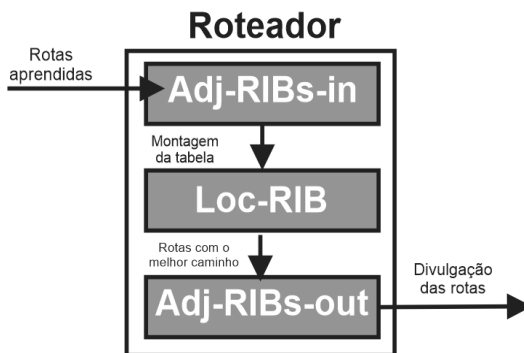 Roteador
Rotas
aprendidas
Adj-RIBs-in
Montagem
da tabela
Loc-RIB
Rotas com o
melhor caminho
Adj-RIBs-out
Divulgação
das rotas